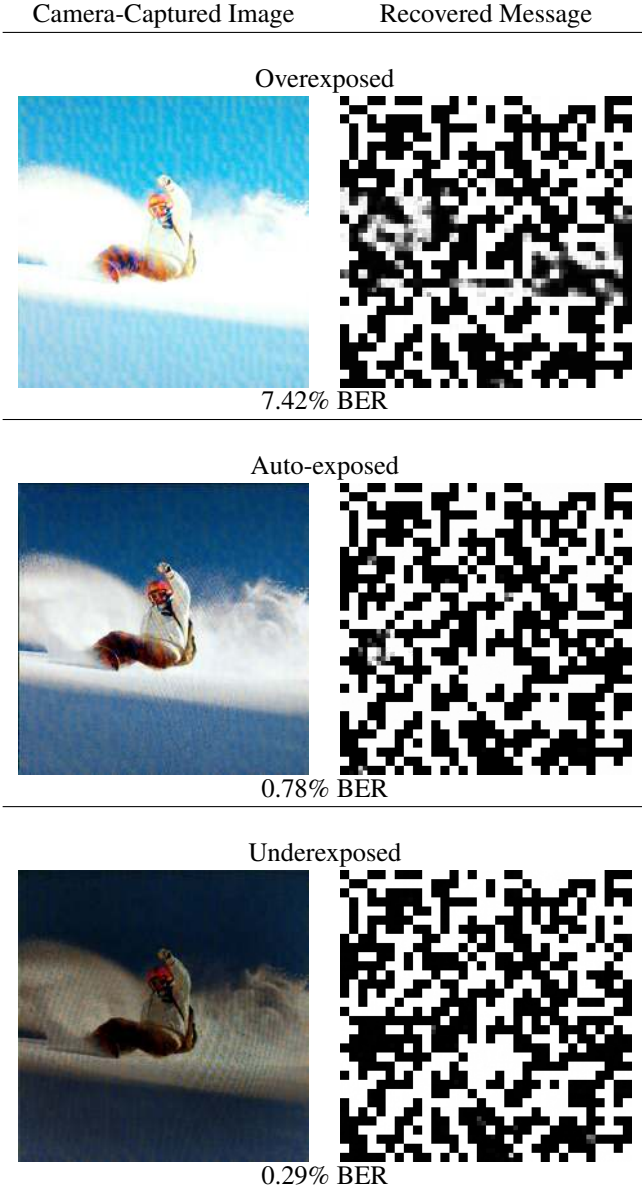 Camera-Captured Image Recovered Message
Overexposed
7.42% BER
Auto-exposed
0.78% BER
Underexposed
0.29% BER